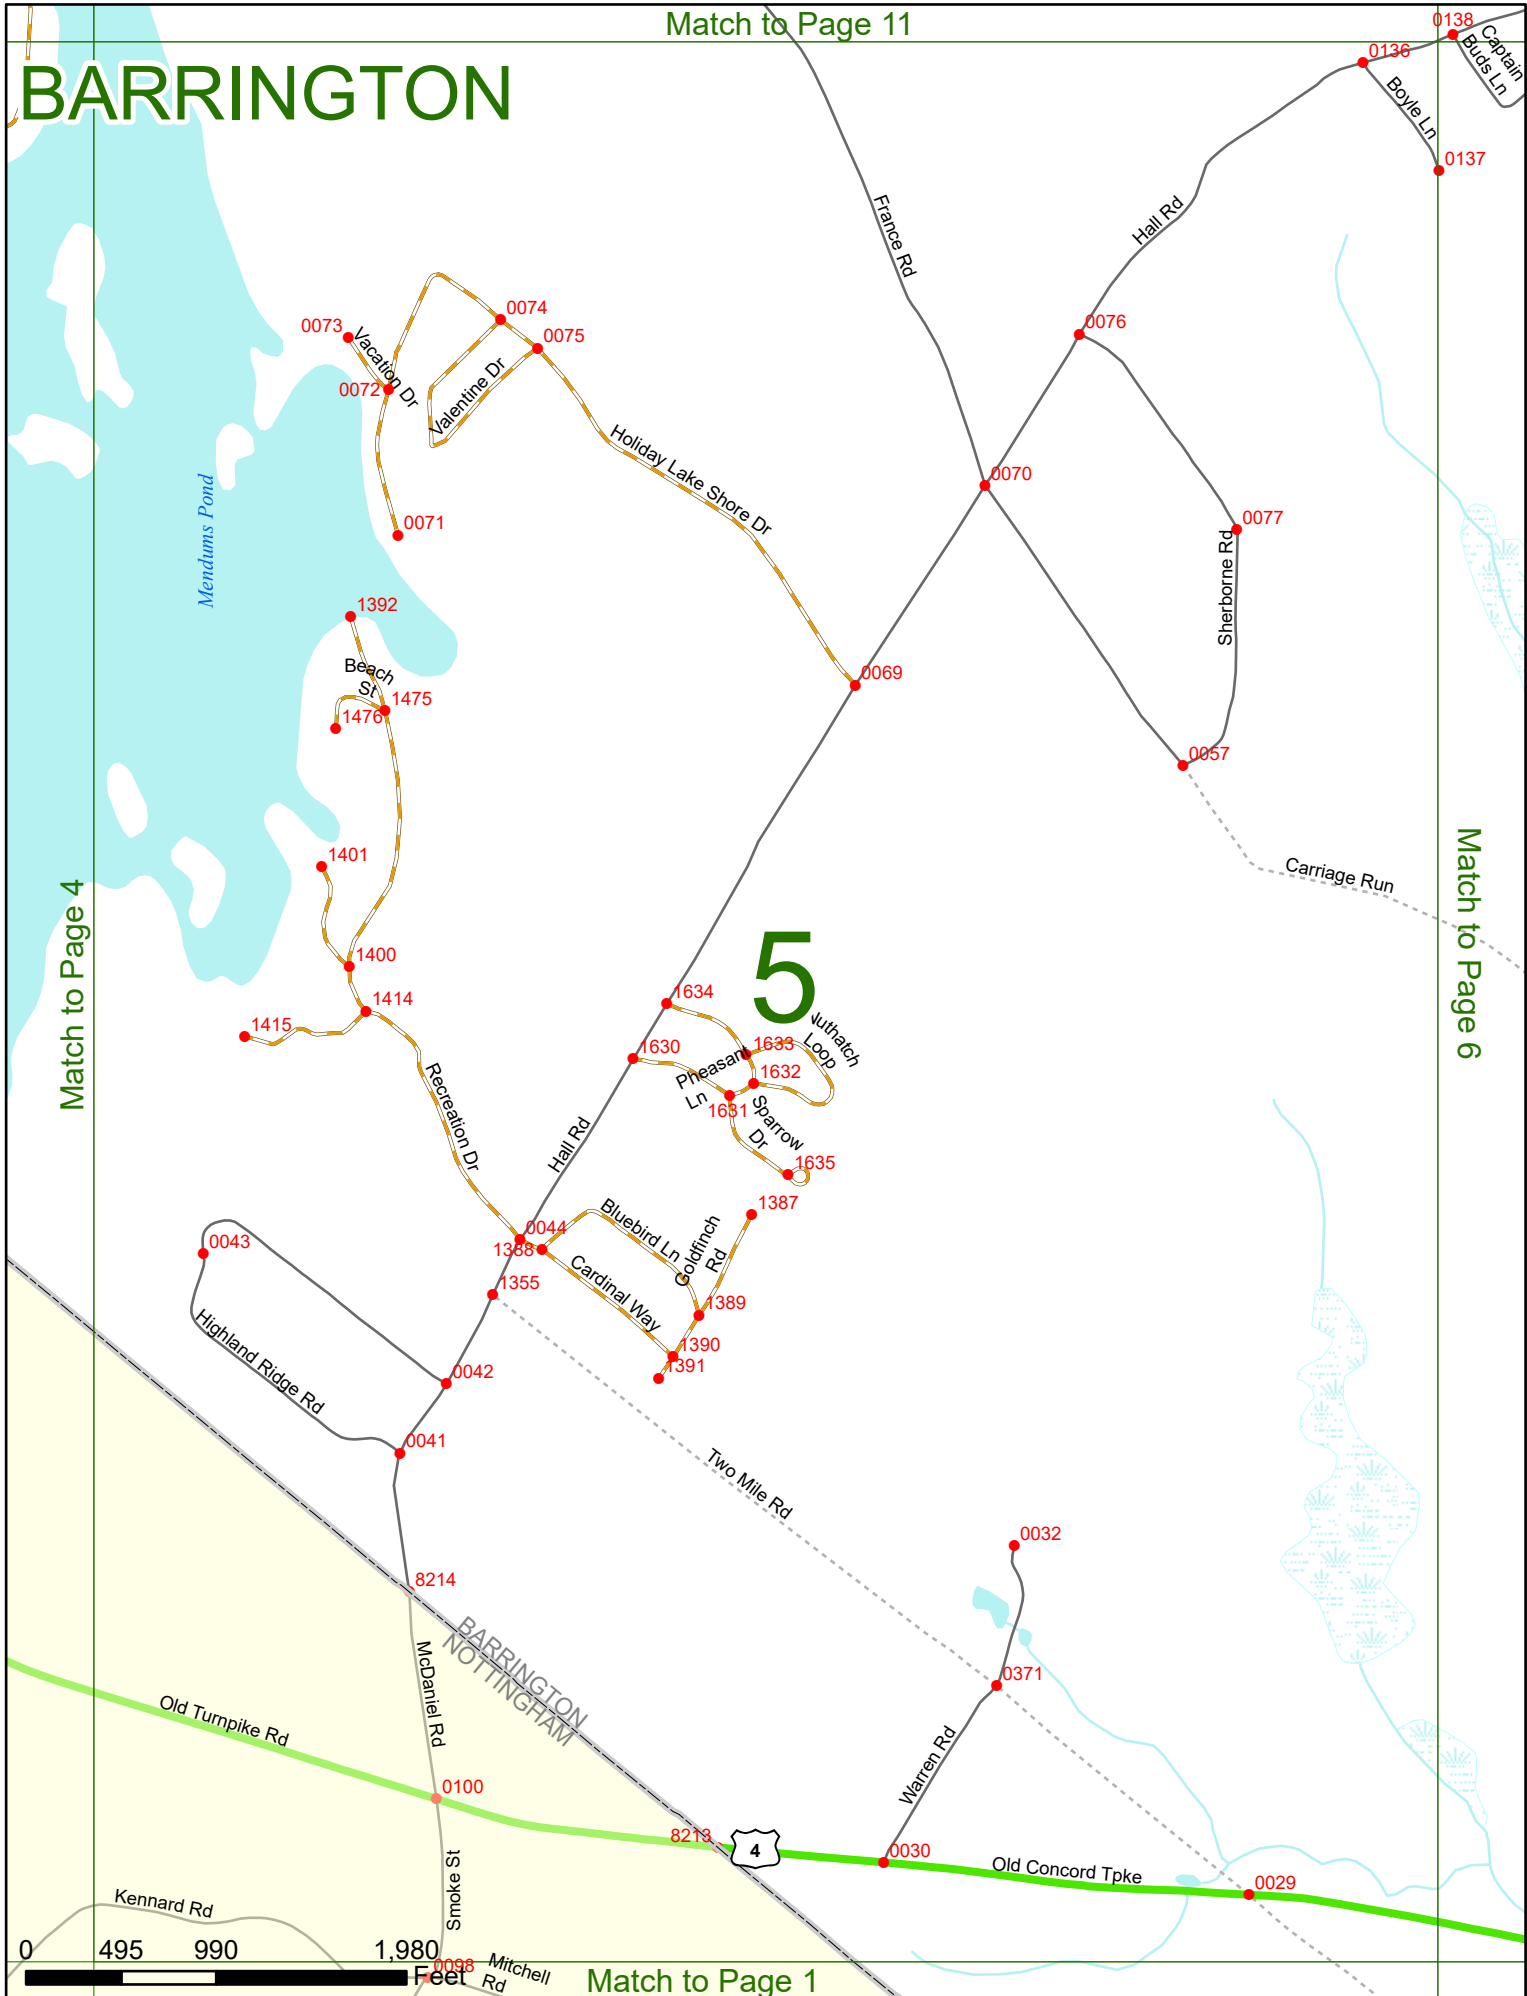 Match to Page 11
BARRINGTON
0138
Captain
Buds Ln
0136
Boyle Ln
0137
France Rd
Hall Rd
0074
0073
0075
0076
Vacation Dr
0072
Valentine Dr
Holiday Lake Shore Dr
0070
Mendums Pond
0071
0077
Sherborne Rd
1392
Beach
St
1475
1476
0069
0057
1401
Carriage Run
Match to Page 4
Match to Page 6
5
1400
1414
1415
1634
1630
1633
Nuthatch
Loop
Pheasant
Ln
1632
1631
Sparrow
Dr
1635
Recreation Dr
Hall Rd
1387
0044
1388
Bluebird Ln
Goldfinch
Rd
0043
1355
Cardinal Way
1389
1390
1391
Highland Ridge Rd
0042
0041
Two Mile Rd
0032
8214
BARRINGTON
NOTTINGHAM
McDaniel Rd
0371
Old Turnpike Rd
Warren Rd
0100
8213
4
0030
Old Concord Tpke
0029
Kennard Rd
Smoke St
0 495 990 1,980
Feet
0098
Mitchell
Rd
Match to Page 1